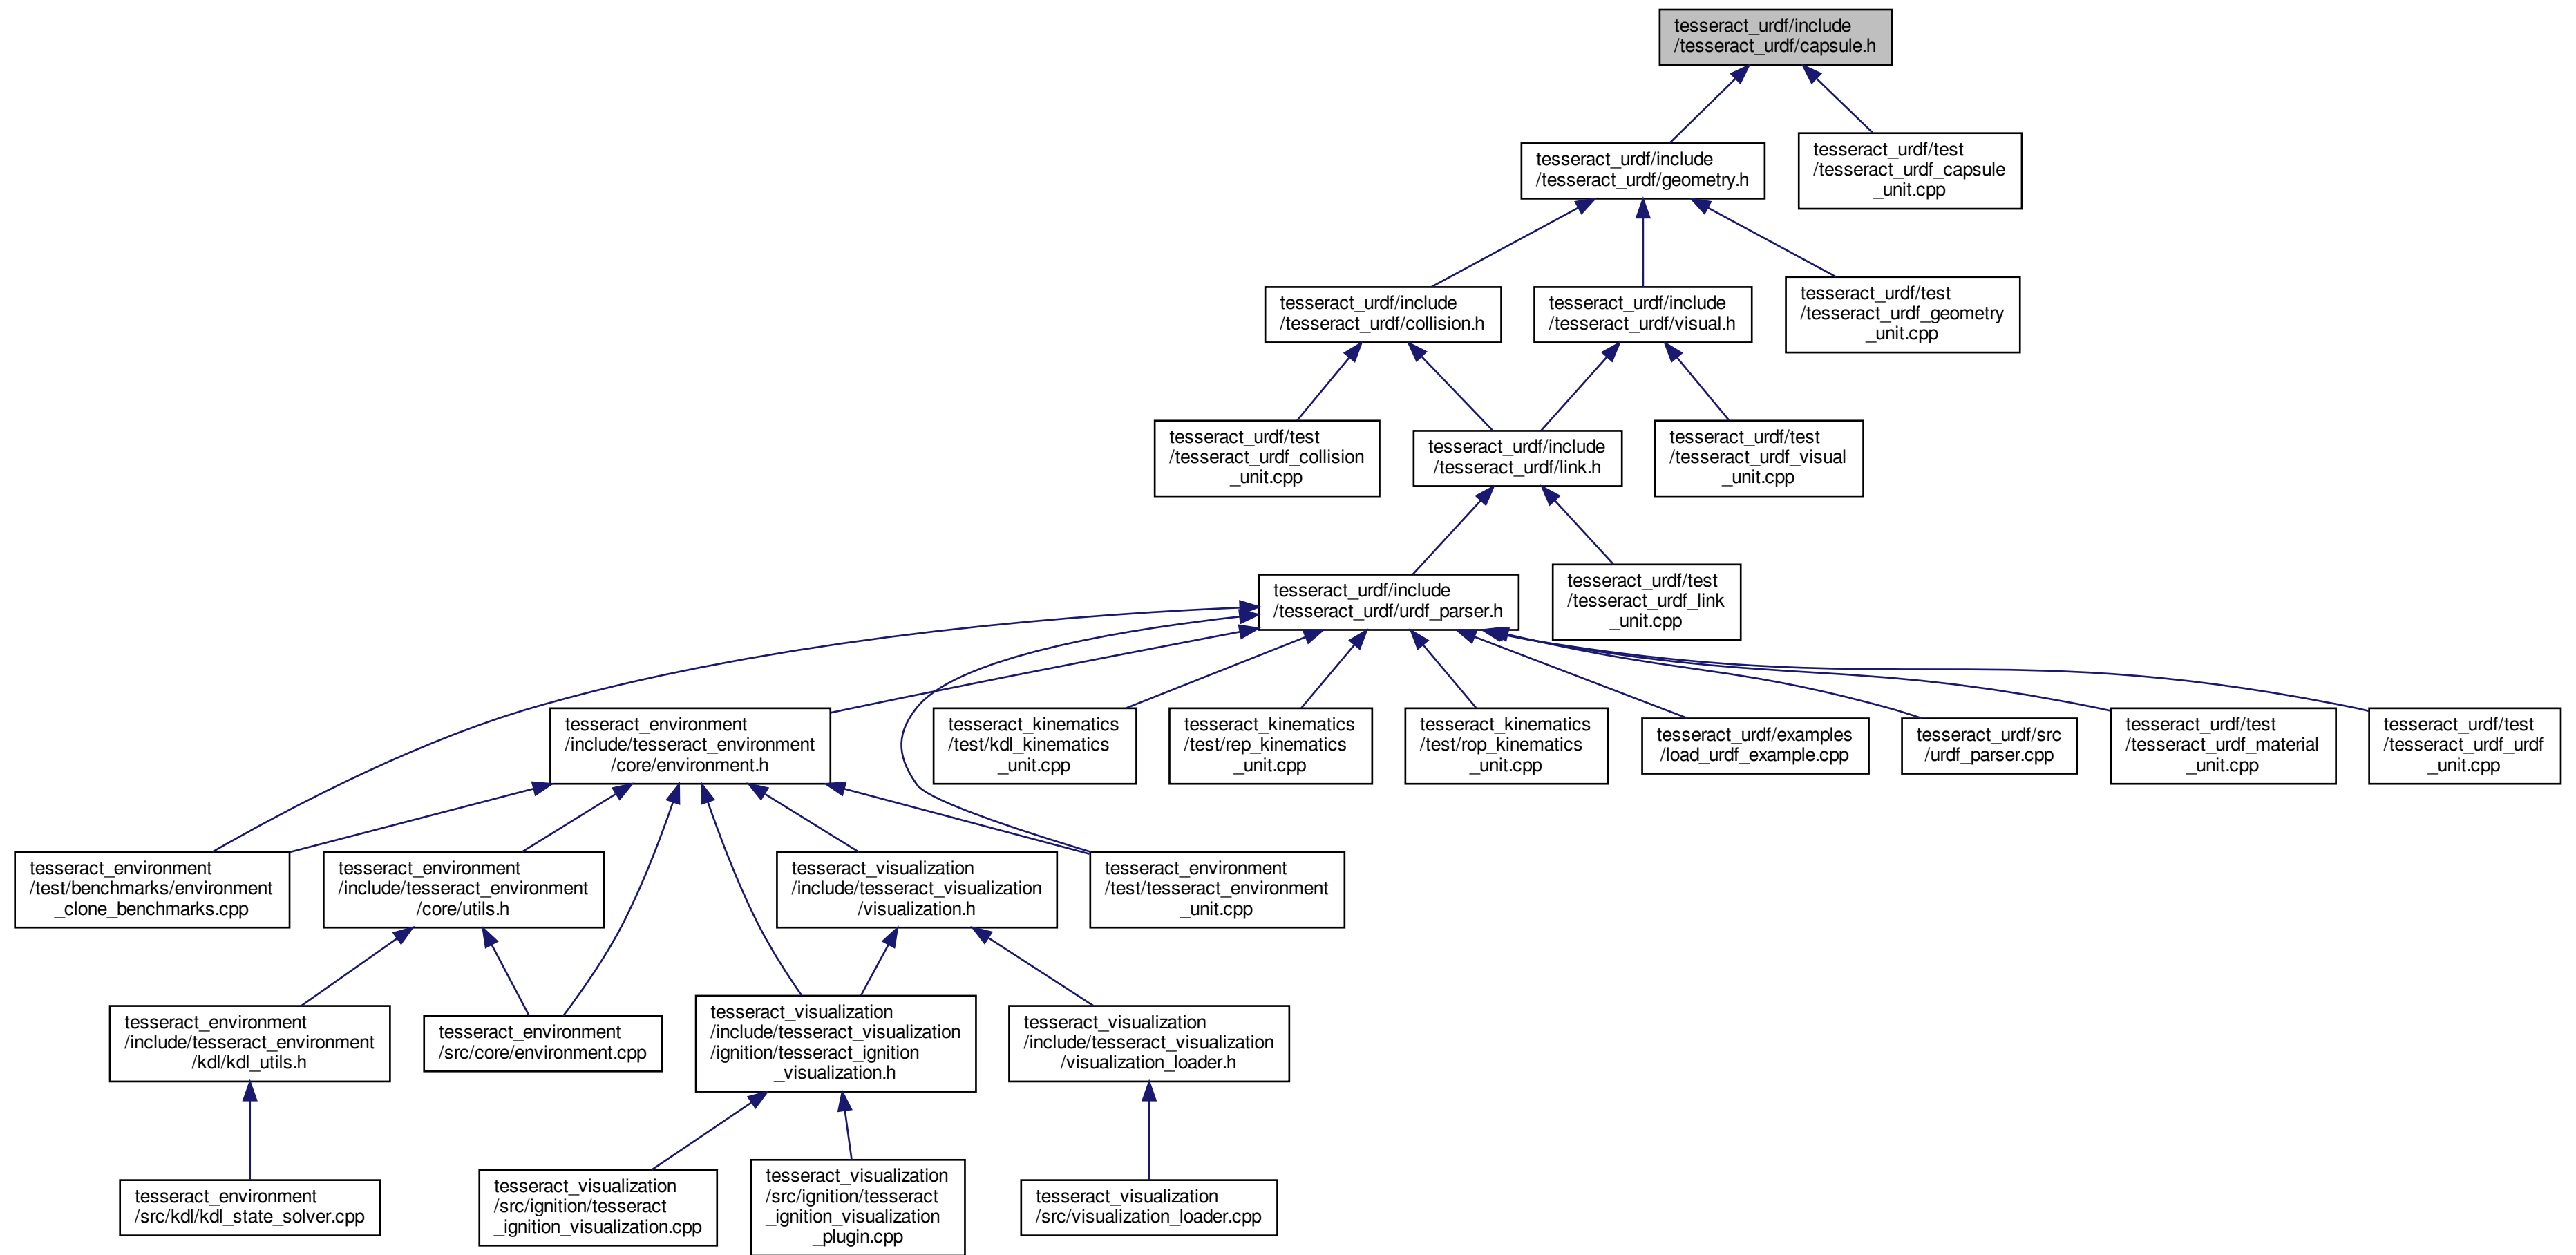 tesseract_urdf/include
/tesseract_urdf/capsule.h
tesseract_urdf/include
/tesseract_urdf/geometry.h
tesseract_urdf/test
/tesseract_urdf_capsule
_unit.cpp
tesseract_urdf/include
/tesseract_urdf/collision.h
tesseract_urdf/include
/tesseract_urdf/visual.h
tesseract_urdf/test
/tesseract_urdf_geometry
_unit.cpp
tesseract_urdf/test
/tesseract_urdf_collision
_unit.cpp
tesseract_urdf/include
/tesseract_urdf/link.h
tesseract_urdf/test
/tesseract_urdf_visual
_unit.cpp
tesseract_urdf/include
/tesseract_urdf/urdf_parser.h
tesseract_urdf/test
/tesseract_urdf_link
_unit.cpp
tesseract_environment
/include/tesseract_environment
/core/environment.h
tesseract_kinematics
/test/kdl_kinematics
_unit.cpp
tesseract_kinematics
/test/rep_kinematics
_unit.cpp
tesseract_kinematics
/test/rop_kinematics
_unit.cpp
tesseract_urdf/examples
/load_urdf_example.cpp
tesseract_urdf/src
/urdf_parser.cpp
tesseract_urdf/test
/tesseract_urdf_material
_unit.cpp
tesseract_urdf/test
/tesseract_urdf_urdf
_unit.cpp
tesseract_environment
/test/benchmarks/environment
_clone_benchmarks.cpp
tesseract_environment
/include/tesseract_environment
/core/utils.h
tesseract_visualization
/include/tesseract_visualization
/visualization.h
tesseract_environment
/test/tesseract_environment
_unit.cpp
tesseract_environment
/include/tesseract_environment
/kdl/kdl_utils.h
tesseract_environment
/src/core/environment.cpp
tesseract_visualization
/include/tesseract_visualization
/ignition/tesseract_ignition
_visualization.h
tesseract_visualization
/include/tesseract_visualization
/visualization_loader.h
tesseract_environment
/src/kdl/kdl_state_solver.cpp
tesseract_visualization
/src/ignition/tesseract
_ignition_visualization.cpp
tesseract_visualization
/src/ignition/tesseract
_ignition_visualization
_plugin.cpp
tesseract_visualization
/src/visualization_loader.cpp